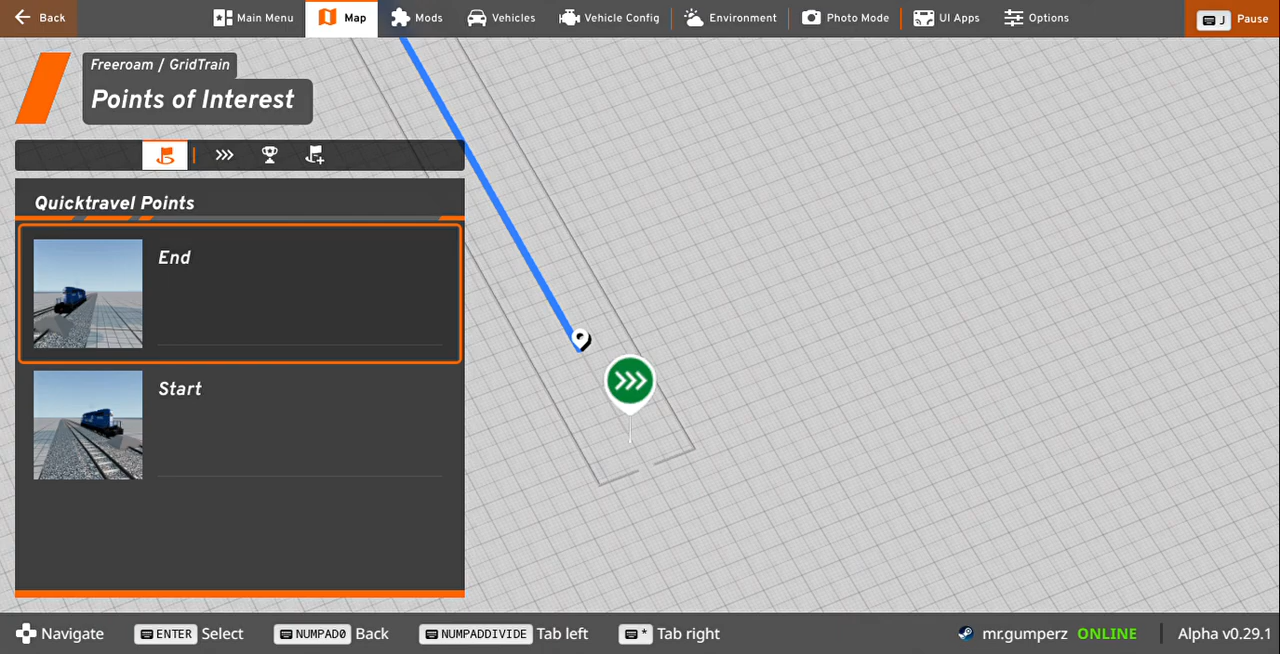 Back
Main Menu
Map
Mods
Vehicles
Vehicle Config
Environment
Photo Mode
UI Apps
Options
J
Pause
Freeroam / GridTrain
Points of Interest
Quicktravel Points
End
Start
Navigate
ENTER
Select
NUMPAD0
Back
NUMPADDIVIDE
Tab left
*
Tab right
mr.gumperz
ONLINE
Alpha v0.29.1